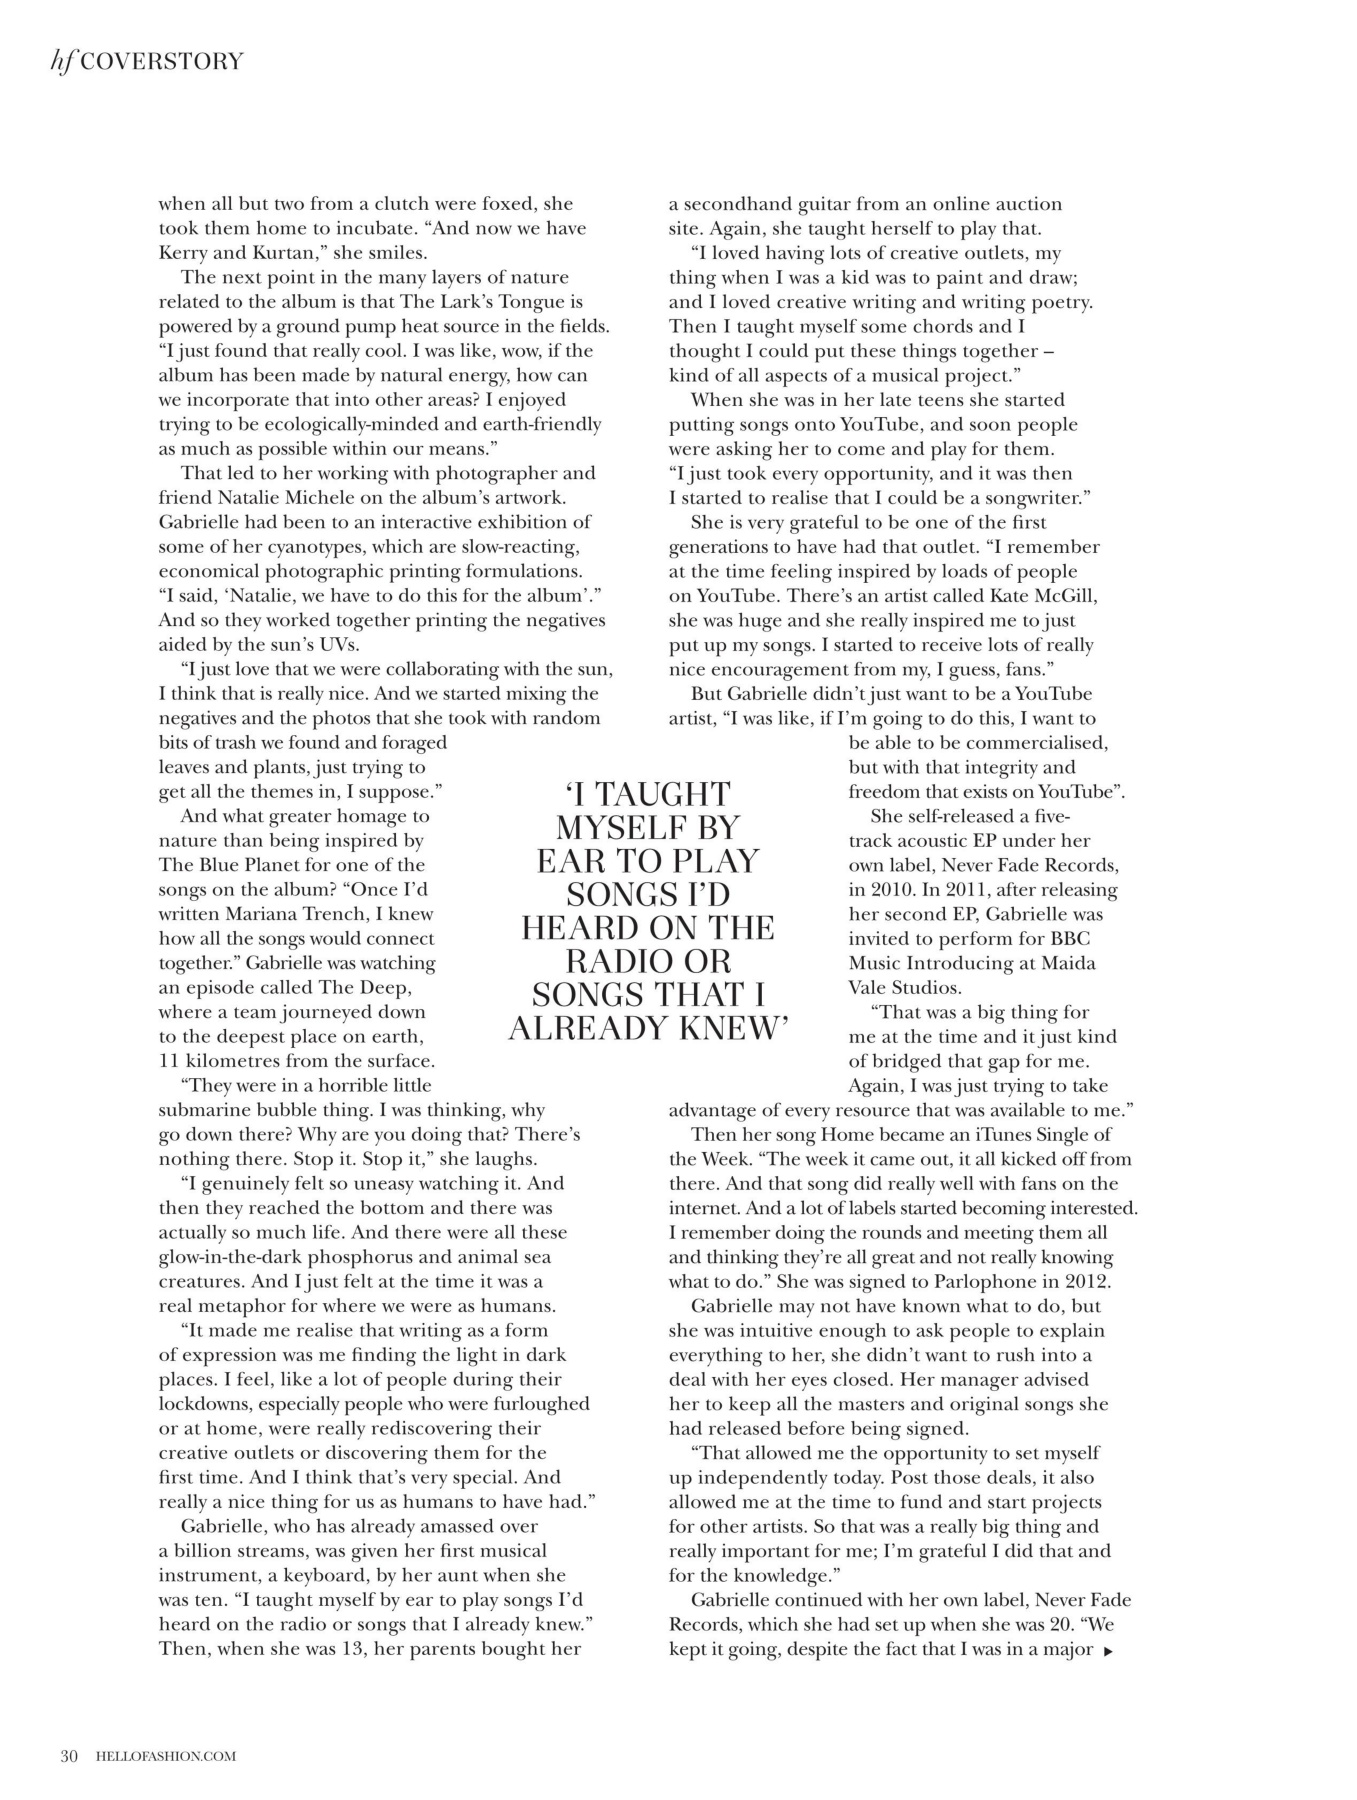 hf COVERSTORY
when all but two from a clutch were foxed, she
took them home to incubate. “And now we have
Kerry and Kurtan,” she smiles.
The next point in the many layers of nature
related to the album is that The Lark’s Tongue is
powered by a ground pump heat source in the fields.
“I just found that really cool. I was like, wow, if the
album has been made by natural energy, how can
we incorporate that into other areas? I enjoyed
trying to be ecologically-minded and earth-friendly
as much as possible within our means.”
That led to her working with photographer and
friend Natalie Michele on the album’s artwork.
Gabrielle had been to an interactive exhibition of
some of her cyanotypes, which are slow-reacting,
economical photographic printing formulations.
“I said, ‘Natalie, we have to do this for the album’.”
And so they worked together printing the negatives
aided by the sun’s UVs.
“I just love that we were collaborating with the sun,
I think that is really nice. And we started mixing the
negatives and the photos that she took with random
bits of trash we found and foraged
leaves and plants, just trying to
get all the themes in, I suppose.”
And what greater homage to
nature than being inspired by
The Blue Planet for one of the
songs on the album? “Once I’d
written Mariana Trench, I knew
how all the songs would connect
together.” Gabrielle was watching
an episode called The Deep,
where a team journeyed down
to the deepest place on earth,
11 kilometres from the surface.
“They were in a horrible little
submarine bubble thing. I was thinking, why
go down there? Why are you doing that? There’s
nothing there. Stop it. Stop it,” she laughs.
“I genuinely felt so uneasy watching it. And
then they reached the bottom and there was
actually so much life. And there were all these
glow-in-the-dark phosphorus and animal sea
creatures. And I just felt at the time it was a
real metaphor for where we were as humans.
“It made me realise that writing as a form
of expression was me finding the light in dark
places. I feel, like a lot of people during their
lockdowns, especially people who were furloughed
or at home, were really rediscovering their
creative outlets or discovering them for the
first time. And I think that’s very special. And
really a nice thing for us as humans to have had.”
Gabrielle, who has already amassed over
a billion streams, was given her first musical
instrument, a keyboard, by her aunt when she
was ten. “I taught myself by ear to play songs I’d
heard on the radio or songs that I already knew.”
Then, when she was 13, her parents bought her
‘I TAUGHT
MYSELF BY
EAR TO PLAY
SONGS I’D
HEARD ON THE
RADIO OR
SONGS THAT I
ALREADY KNEW’
a secondhand guitar from an online auction
site. Again, she taught herself to play that.
“I loved having lots of creative outlets, my
thing when I was a kid was to paint and draw;
and I loved creative writing and writing poetry.
Then I taught myself some chords and I
thought I could put these things together –
kind of all aspects of a musical project.”
When she was in her late teens she started
putting songs onto YouTube, and soon people
were asking her to come and play for them.
“I just took every opportunity, and it was then
I started to realise that I could be a songwriter.”
She is very grateful to be one of the first
generations to have had that outlet. “I remember
at the time feeling inspired by loads of people
on YouTube. There’s an artist called Kate McGill,
she was huge and she really inspired me to just
put up my songs. I started to receive lots of really
nice encouragement from my, I guess, fans.”
But Gabrielle didn’t just want to be a YouTube
artist, “I was like, if I’m going to do this, I want to
be able to be commercialised,
but with that integrity and
freedom that exists on YouTube”.
She self-released a five-
track acoustic EP under her
own label, Never Fade Records,
in 2010. In 2011, after releasing
her second EP, Gabrielle was
invited to perform for BBC
Music Introducing at Maida
Vale Studios.
“That was a big thing for
me at the time and it just kind
of bridged that gap for me.
Again, I was just trying to take
advantage of every resource that was available to me.”
Then her song Home became an iTunes Single of
the Week. “The week it came out, it all kicked off from
there. And that song did really well with fans on the
internet. And a lot of labels started becoming interested.
I remember doing the rounds and meeting them all
and thinking they’re all great and not really knowing
what to do.” She was signed to Parlophone in 2012.
Gabrielle may not have known what to do, but
she was intuitive enough to ask people to explain
everything to her, she didn’t want to rush into a
deal with her eyes closed. Her manager advised
her to keep all the masters and original songs she
had released before being signed.
“That allowed me the opportunity to set myself
up independently today. Post those deals, it also
allowed me at the time to fund and start projects
for other artists. So that was a really big thing and
really important for me; I’m grateful I did that and
for the knowledge.”
Gabrielle continued with her own label, Never Fade
Records, which she had set up when she was 20. “We
kept it going, despite the fact that I was in a major ▶
30 HELLOFASHION.COM